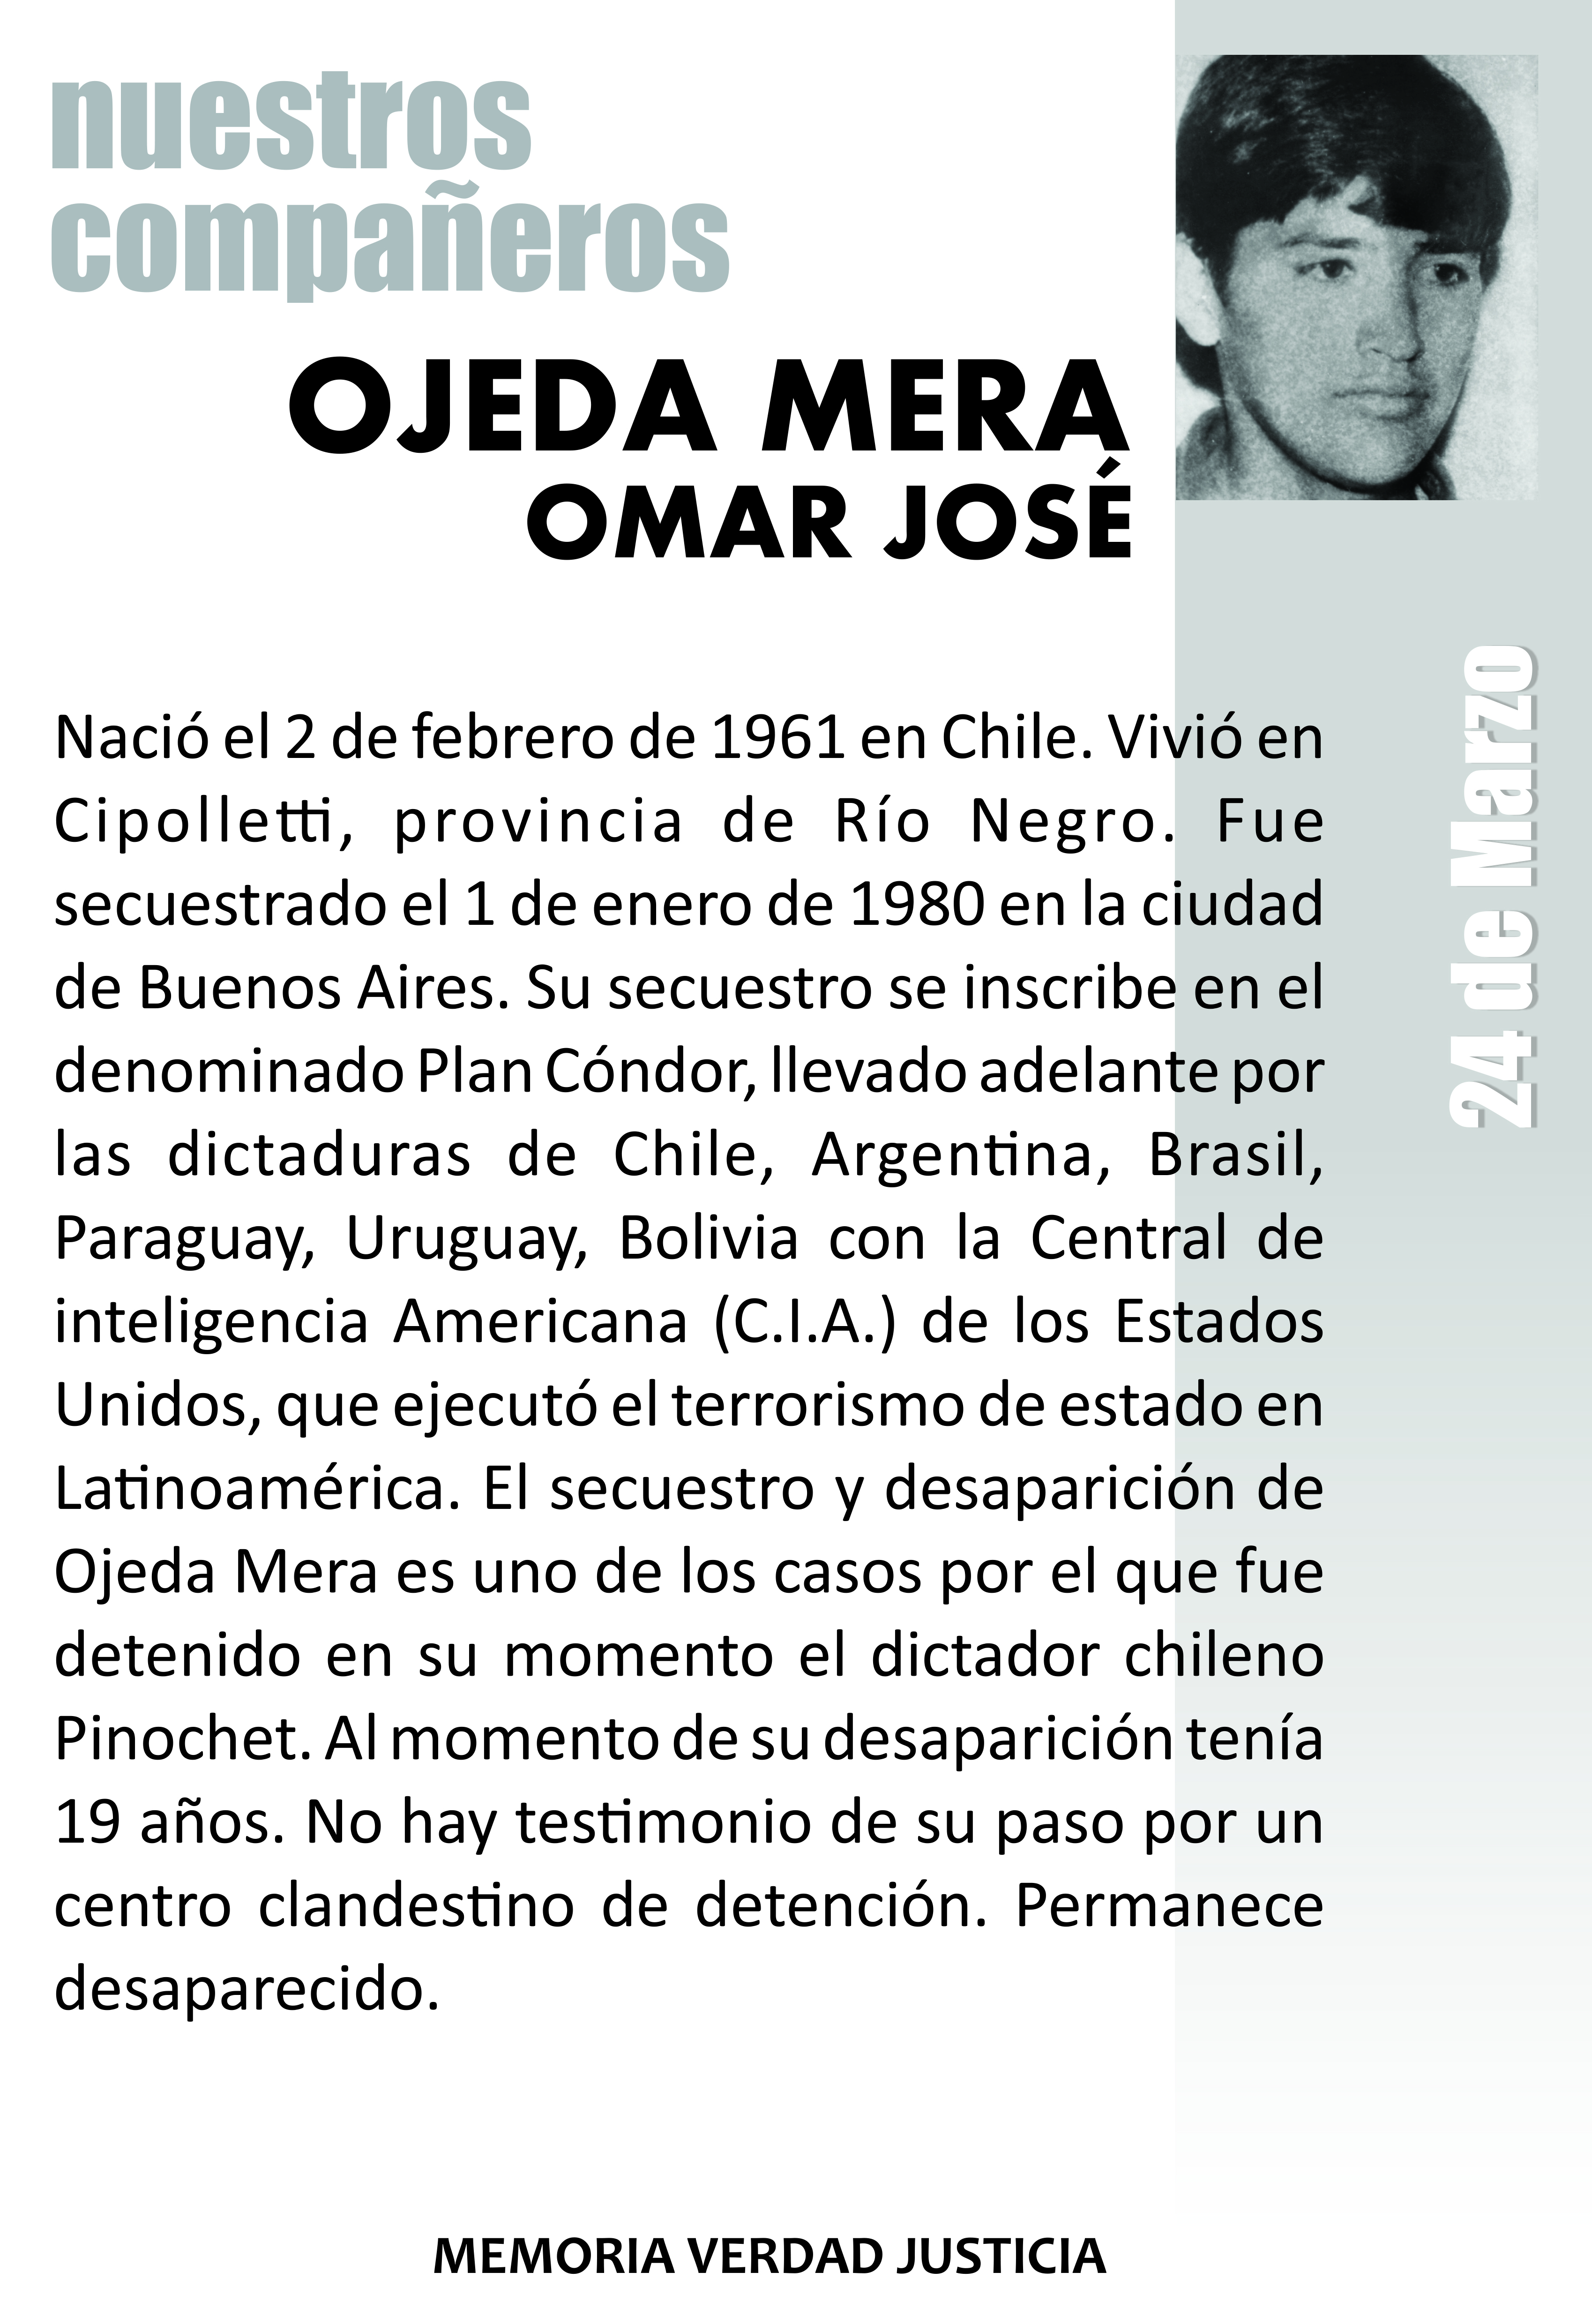 nuestros
compañeros
OJEDA MERA
OMAR JOSÉ
24 de Marzo
Nació el 2 de febrero de 1961 en Chile. Vivió en
Cipolletti, provincia de Río Negro. Fue
secuestrado el 1 de enero de 1980 en la ciudad
de Buenos Aires. Su secuestro se inscribe en el
denominado Plan Cóndor, llevado adelante por
las dictaduras de Chile, Argentina, Brasil,
Paraguay, Uruguay, Bolivia con la Central de
inteligencia Americana (C.I.A.) de los Estados
Unidos, que ejecutó el terrorismo de estado en
Latinoamérica. El secuestro y desaparición de
Ojeda Mera es uno de los casos por el que fue
detenido en su momento el dictador chileno
Pinochet. Al momento de su desaparición tenía
19 años. No hay testimonio de su paso por un
centro clandestino de detención. Permanece
desaparecido.
MEMORIA VERDAD JUSTICIA